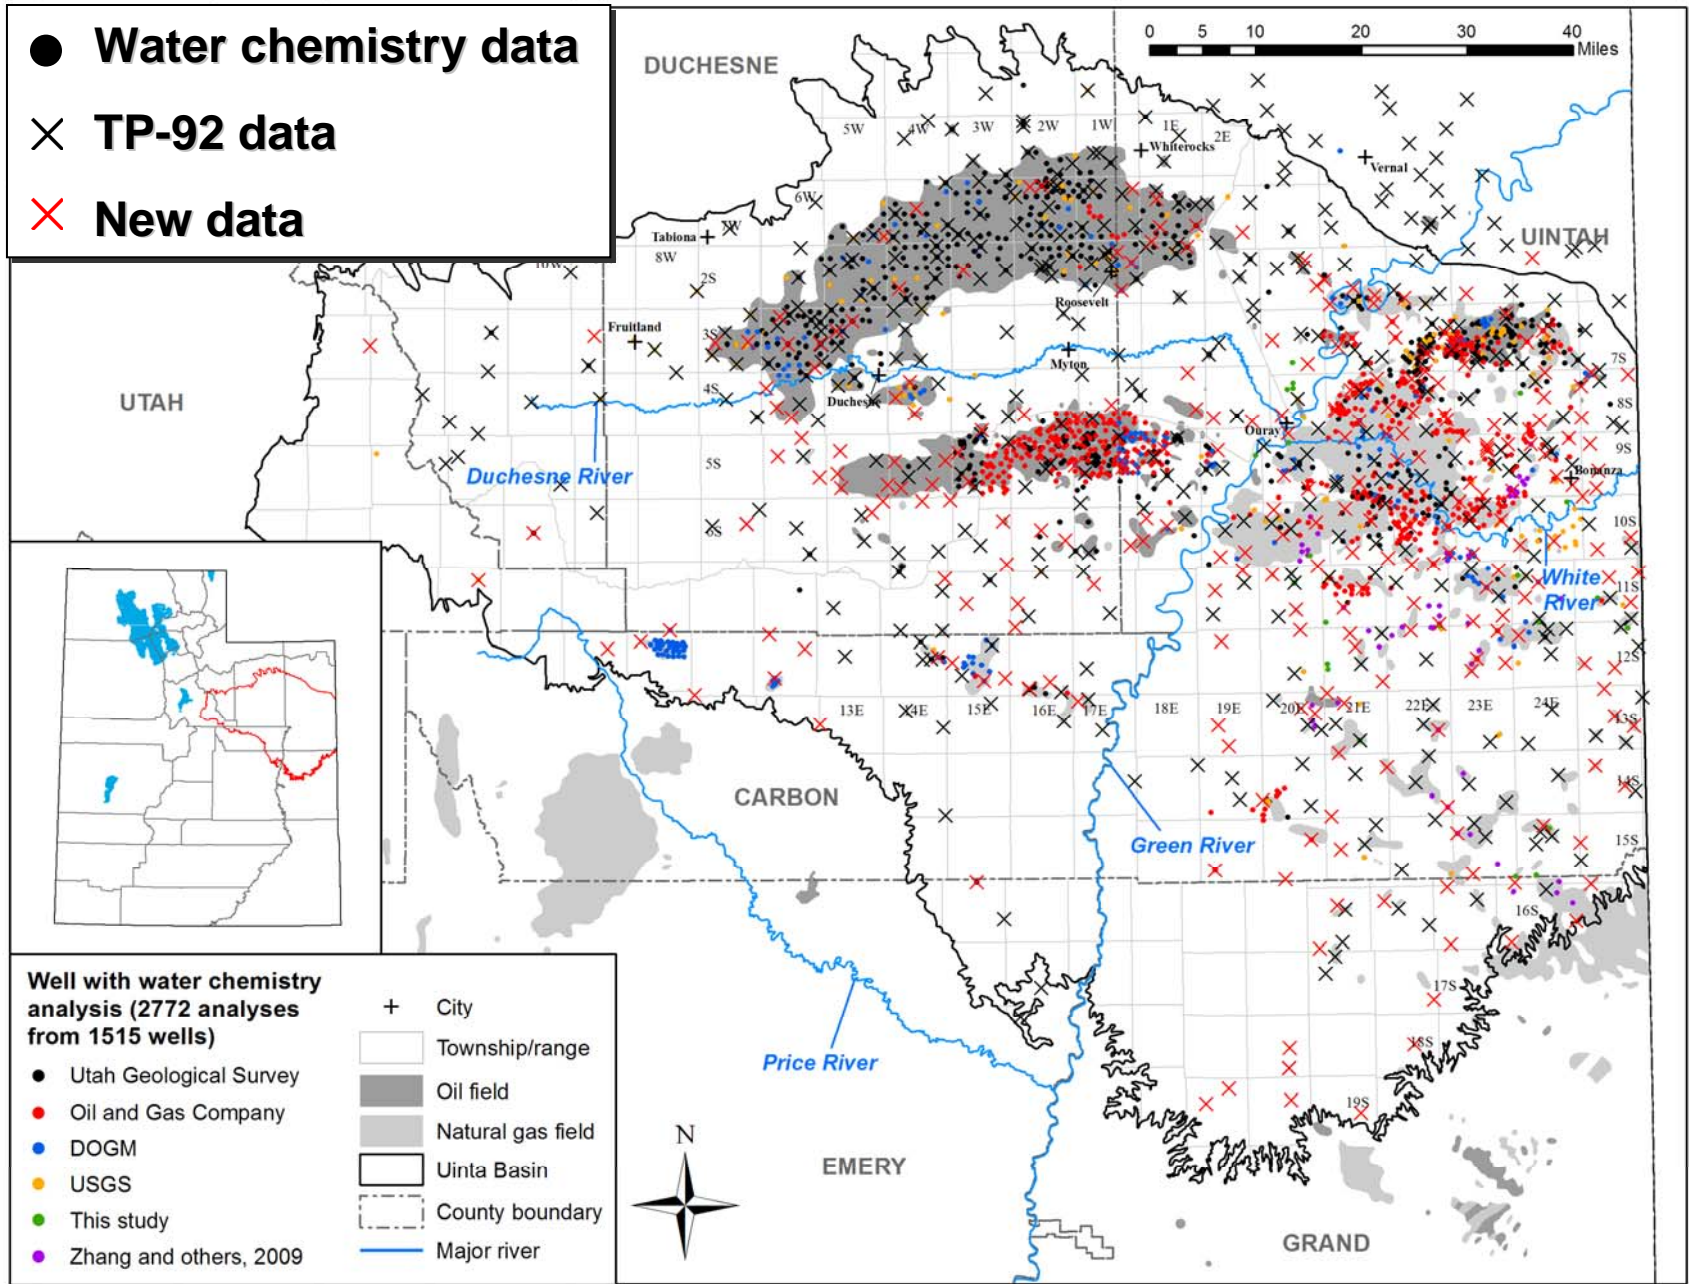 Water chemistry data
TP-92 data
New data
0 5 10 20 30 40
Miles
DUCHESNE
5W 4W 3W 2W 1W 1E 2E
Whiterocks
Vernal
6W
7W
Tabiona
8W
UINTAH
10W
2S
Roosevelt
Fruitland
3S
Myton
7S
UTAH
4S
Duchesne
8S
Ouray
9S
5S
Bonanza
Duchesne River
10S
6S
White
River
11S
12S
13E 14E 15E 16E 17E 18E 19E 20E 21E 22E 23E 24E
13S
14S
CARBON
Green River
15S
16S
17S
Price River
18S
19S
EMERY
GRAND
N
Well with water chemistry
analysis (2772 analyses
from 1515 wells)
Utah Geological Survey
Oil and Gas Company
DOGM
USGS
This study
Zhang and others, 2009
City
Township/range
Oil field
Natural gas field
Uinta Basin
County boundary
Major river